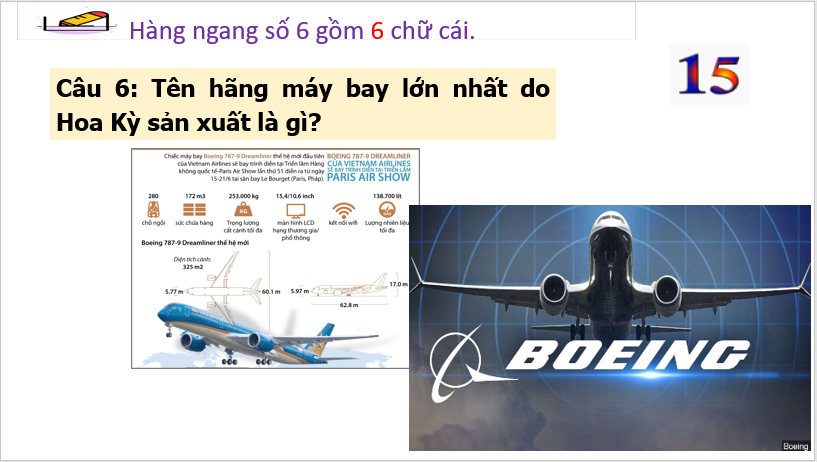 Hàng ngang số 6 gồm 6 chữ cái.
15
Câu 6: Tên hãng máy bay lớn nhất do
Hoa Kỳ sản xuất là gì?
Chiếc máy bay Boeing 787-9 Dreamliner thế hệ mới đầu tiên
của Vietnam Airlines sẽ bay trình diễn tại Triển lãm Hàng
không quốc tế-Paris Air Show lần thứ 51 diễn ra từ ngày
15-21/6 tại sân bay Le Bourget (Paris, Pháp).
BOEING 787-9 DREAMLINER
CỦA VIETNAM AIRLINES
SẼ BAY TRÌNH DIỄN TẠI TRIỂN LÃM
PARIS AIR SHOW
280
chỗ ngồi
172 m3
sức chứa hàng
253.000 kg
KG
Trọng lượng
cất cánh tối đa
15,4/10,6 inch
màn hình LCD
hạng thương gia/
phổ thông
kết nối wifi
138.700 lít
GAS
Lượng nhiên liệu
tối đa
Boeing 787-9 Dreamliner thế hệ mới
Diện tích cánh:
325 m2
5.77 m
60.1 m
5.97 m
17.0 m
62.8 m
BOEING
Boeing